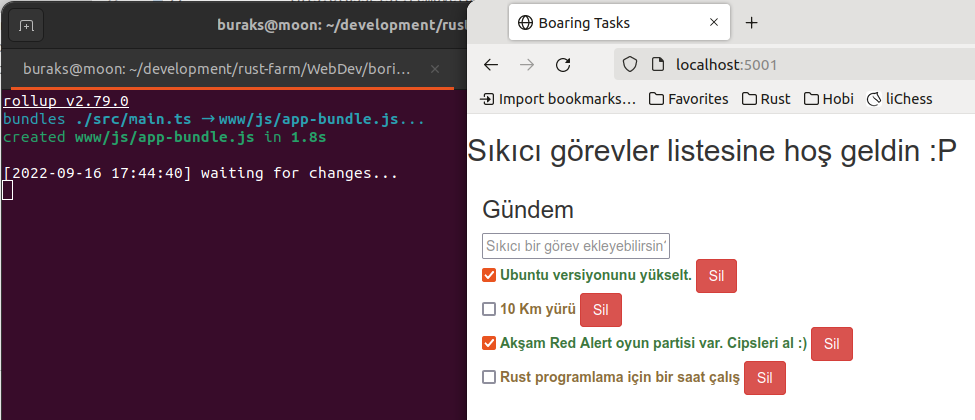 buraks@moon: ~/development/rust
buraks@moon: ~/development/rust-farm/WebDev/bori...
rollup v2.79.0
bundles ./src/main.ts → www/js/app-bundle.js...
created www/js/app-bundle.js in 1.8s
[2022-09-16 17:44:40] waiting for changes...
Boaring Tasks
localhost:5001
Import bookmarks... Favorites Rust Hobi liChess
Sıkıcı görevler listesine hoş geldin :P
Gündem
Sıkıcı bir görev ekleyebilirsin
Ubuntu versiyonunu yükselt. Sil
10 Km yürü Sil
Akşam Red Alert oyun partisi var. Cipsleri al :) Sil
Rust programlama için bir saat çalış Sil